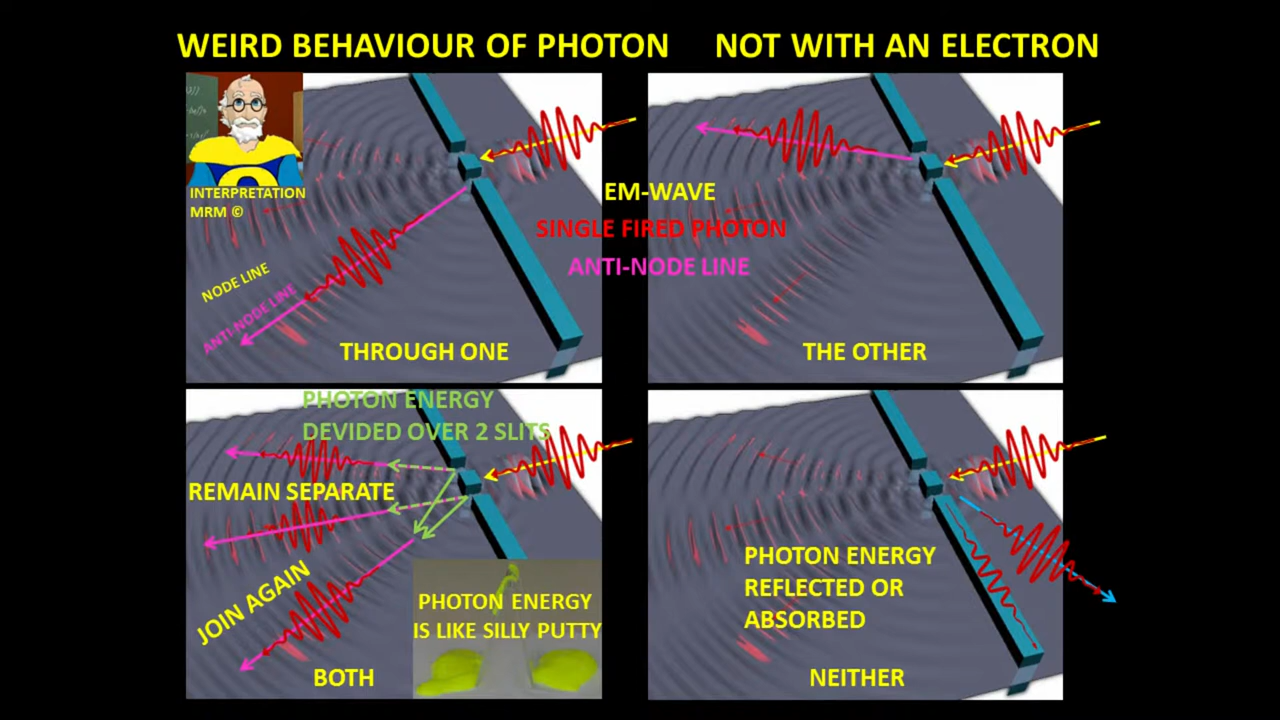 WEIRD BEHAVIOUR OF PHOTON NOT WITH AN ELECTRON
INTERPRETATION
MRM ©
NODE LINE
ANTI-NODE LINE
THROUGH ONE
EM-WAVE
SINGLE FIRED PHOTON
ANTI-NODE LINE
THE OTHER
PHOTON ENERGY
DEVIDED OVER 2 SLITS
REMAIN SEPARATE
JOIN AGAIN
PHOTON ENERGY
IS LIKE SILLY PUTTY
BOTH
PHOTON ENERGY
REFLECTED OR
ABSORBED
NEITHER